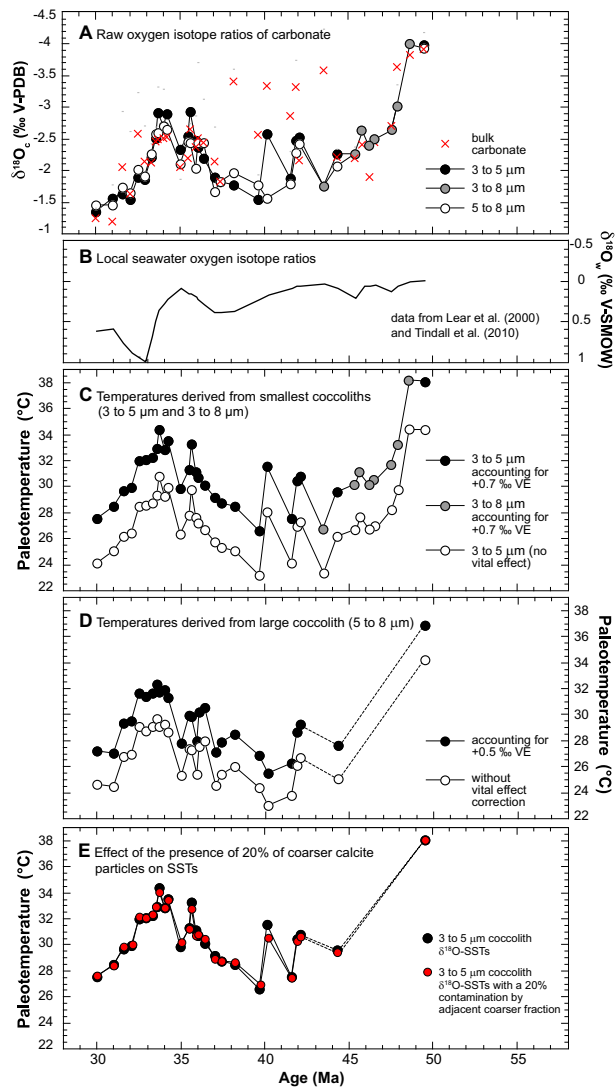 -4.5
-4
-3.5
-3
-2.5
-2
-1.5
-1
δ¹⁸Oc (‰ V-PDB)
A Raw oxygen isotope ratios of carbonate
bulk
carbonate
3 to 5 µm
3 to 8 µm
5 to 8 µm
B Local seawater oxygen isotope ratios
data from Lear et al. (2000)
and Tindall et al. (2010)
-0.5
0
0.5
1
δ¹⁸Ow
(‰ V-SMOW)
38
36
34
32
30
28
26
24
22
Paleotemperature (°C)
C Temperatures derived from smallest coccoliths
(3 to 5 µm and 3 to 8 µm)
3 to 5 µm
accounting for
+0.7 ‰ VE
3 to 8 µm
accounting for
+0.7 ‰ VE
3 to 5 µm (no
vital effect)
D Temperatures derived from large coccolith (5 to 8 µm)
accounting for
+0.5 ‰ VE
without
vital effect
correction
38
36
34
32
30
28
26
24
22
Paleotemperature
(°C)
38
36
34
32
30
28
26
24
22
Paleotemperature (°C)
E Effect of the presence of 20% of coarser calcite
particles on SSTs
3 to 5 µm coccolith
δ¹⁸O-SSTs
3 to 5 µm coccolith
δ¹⁸O-SSTs with a 20%
contamination by
adjacent coarser fraction
30 35 40 45 50 55
Age (Ma)